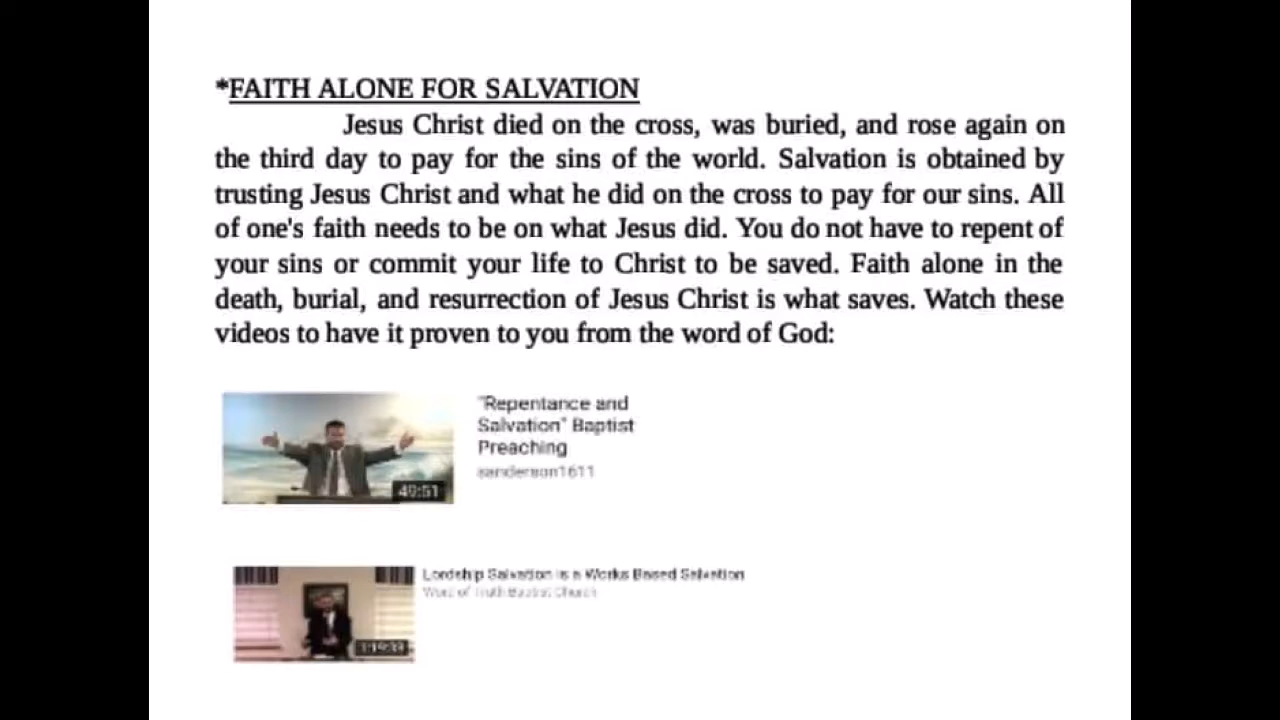 *FAITH ALONE FOR SALVATION
Jesus Christ died on the cross, was buried, and rose again on
the third day to pay for the sins of the world. Salvation is obtained by
trusting Jesus Christ and what he did on the cross to pay for our sins. All
of one's faith needs to be on what Jesus did. You do not have to repent of
your sins or commit your life to Christ to be saved. Faith alone in the
death, burial, and resurrection of Jesus Christ is what saves. Watch these
videos to have it proven to you from the word of God:
"Repentance and
Salvation" Baptist
Preaching
sanderson1611
49:51
Lordship Salvation is a Works Based Salvation
Word of Truth Baptist Church